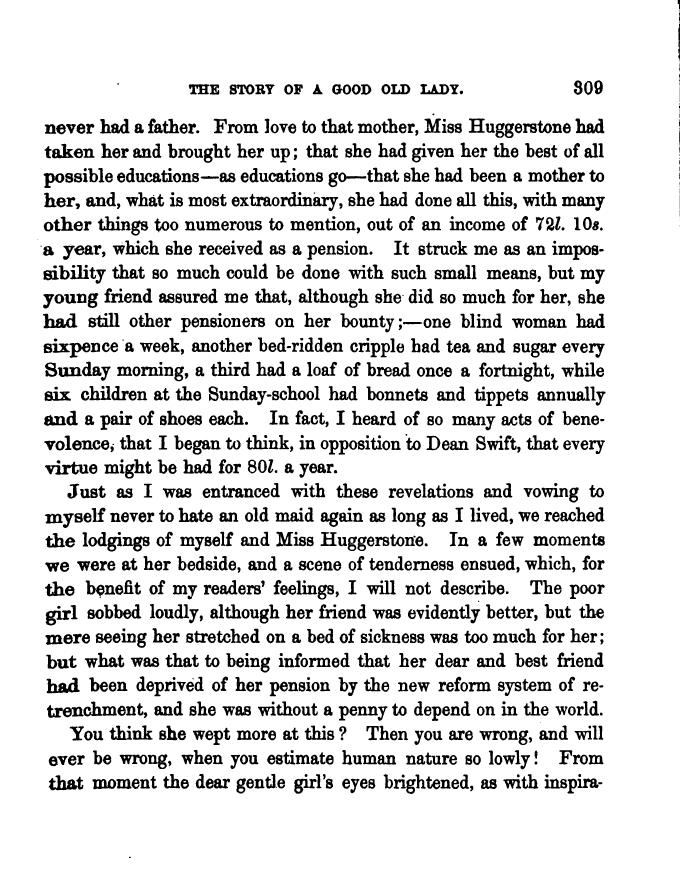 THE STORY OF A GOOD OLD LADY. 309
never had a father. From love to that mother, Miss Huggerstone had
taken her and brought her up; that she had given her the best of all
possible educations—as educations go—that she had been a mother to
her, and, what is most extraordinary, she had done all this, with many
other things too numerous to mention, out of an income of 72l. 10s.
a year, which she received as a pension. It struck me as an impos-
sibility that so much could be done with such small means, but my
young friend assured me that, although she did so much for her, she
had still other pensioners on her bounty;—one blind woman had
sixpence a week, another bed-ridden cripple had tea and sugar every
Sunday morning, a third had a loaf of bread once a fortnight, while
six children at the Sunday-school had bonnets and tippets annually
and a pair of shoes each. In fact, I heard of so many acts of bene-
volence, that I began to think, in opposition to Dean Swift, that every
virtue might be had for 80l. a year.
Just as I was entranced with these revelations and vowing to
myself never to hate an old maid again as long as I lived, we reached
the lodgings of myself and Miss Huggerstone. In a few moments
we were at her bedside, and a scene of tenderness ensued, which, for
the benefit of my readers' feelings, I will not describe. The poor
girl sobbed loudly, although her friend was evidently better, but the
mere seeing her stretched on a bed of sickness was too much for her;
but what was that to being informed that her dear and best friend
had been deprived of her pension by the new reform system of re-
trenchment, and she was without a penny to depend on in the world.
You think she wept more at this? Then you are wrong, and will
ever be wrong, when you estimate human nature so lowly! From
that moment the dear gentle girl's eyes brightened, as with inspira-